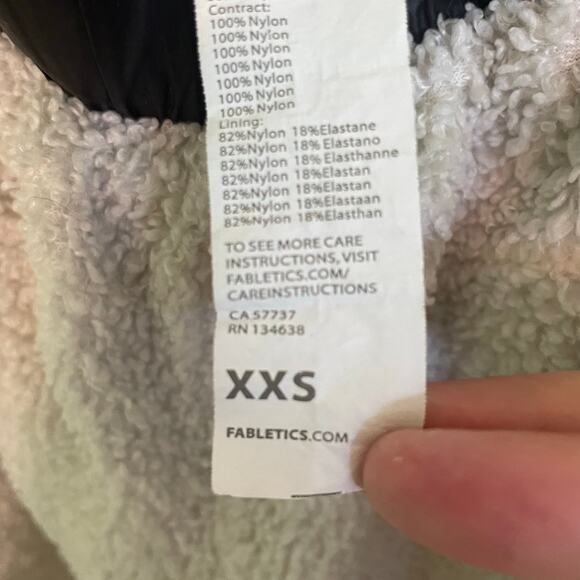 Contract:
100% Nylon
100% Nylon
100% Nylon
100% Nylon
100% Nylon
100% Nylon
100% Nylon
Lining:
82%Nylon 18%Elastane
82%Nylon 18% Elastano
82%Nylon 18% Elasthanne
82%Nylon 18%Elastan
82%Nylon 18%Elastan
82%Nylon 18%Elastaan
82%Nylon 18%Elasthan
TO SEE MORE CARE
INSTRUCTIONS, VISIT
FABLETICS.COM/
CAREINSTRUCTIONS
CA 57737
RN 134638
XXS
FABLETICS.COM